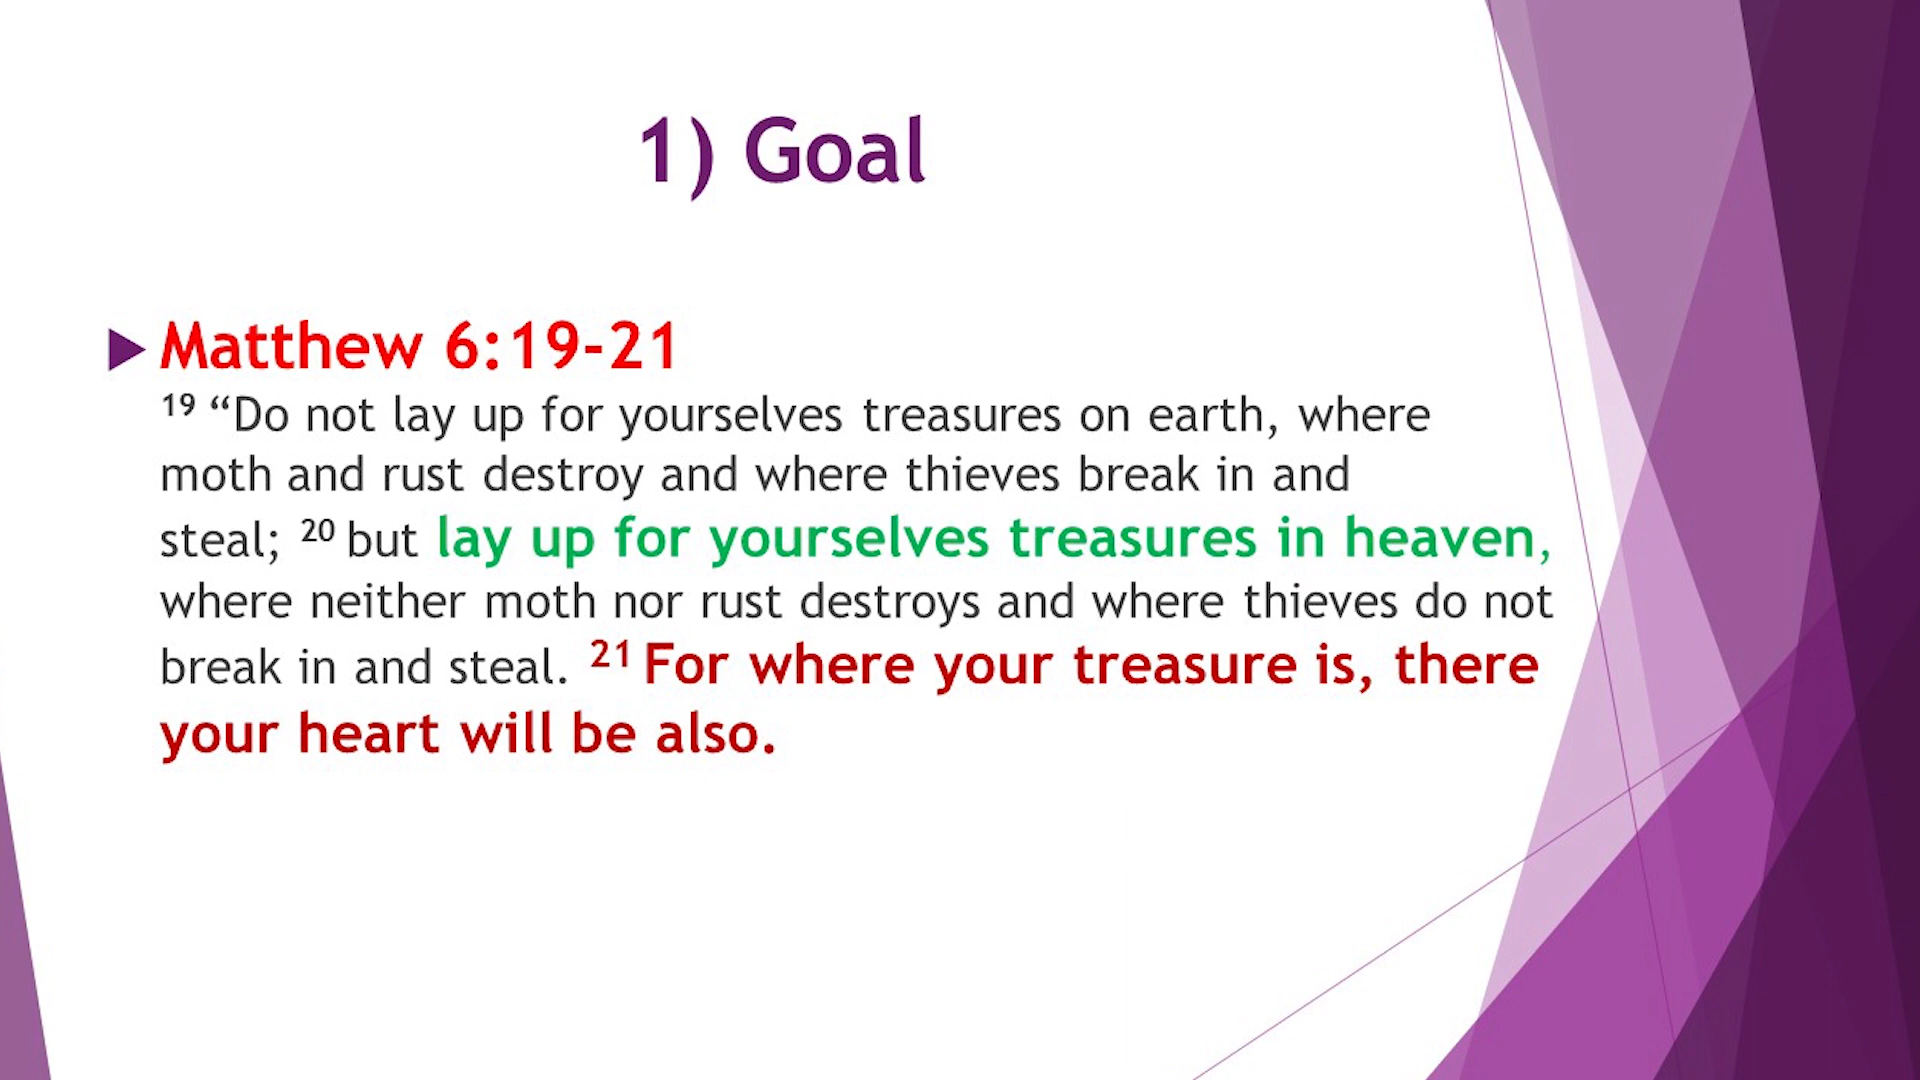 1) Goal
Matthew 6:19-21
19 “Do not lay up for yourselves treasures on earth, where
moth and rust destroy and where thieves break in and
steal; 20 but lay up for yourselves treasures in heaven,
where neither moth nor rust destroys and where thieves do not
break in and steal. 21 For where your treasure is, there
your heart will be also.